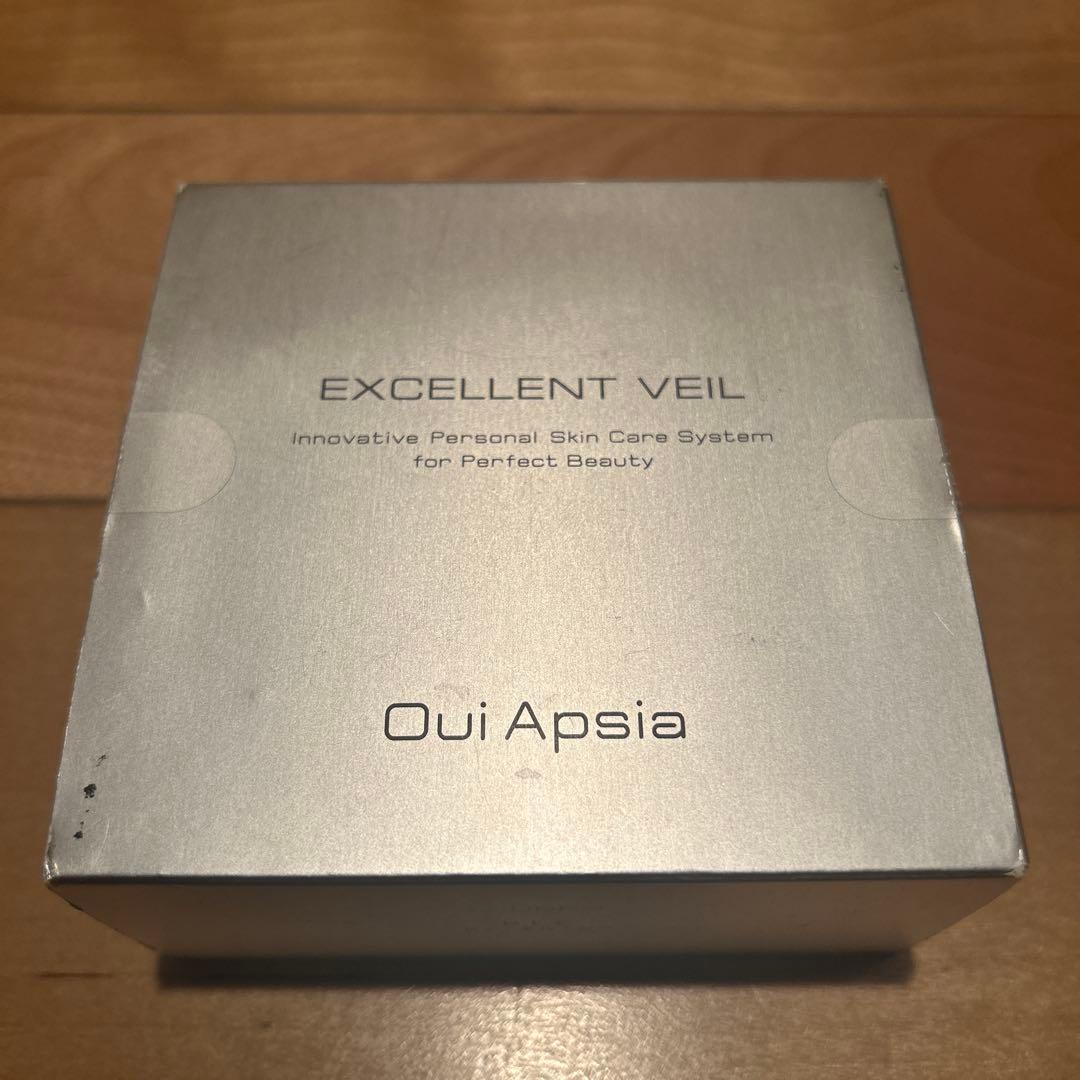 EXCELLENT VEIL
Innovative Personal Skin Care System
for Perfect Beauty
Oui Apsia